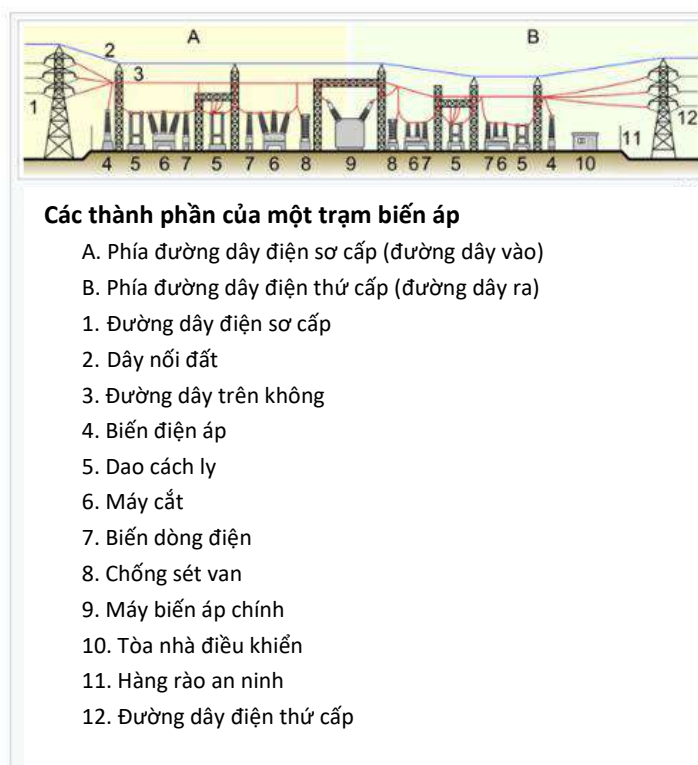 A B
2
3
1 12
11
4 5 6 7 5 7 6 8 9 8 6 7 5 7 6 5 4 10
Các thành phần của một trạm biến áp
A. Phía đường dây điện sơ cấp (đường dây vào)
B. Phía đường dây điện thứ cấp (đường dây ra)
1. Đường dây điện sơ cấp
2. Dây nối đất
3. Đường dây trên không
4. Biến điện áp
5. Dao cách ly
6. Máy cắt
7. Biến dòng điện
8. Chống sét van
9. Máy biến áp chính
10. Tòa nhà điều khiển
11. Hàng rào an ninh
12. Đường dây điện thứ cấp